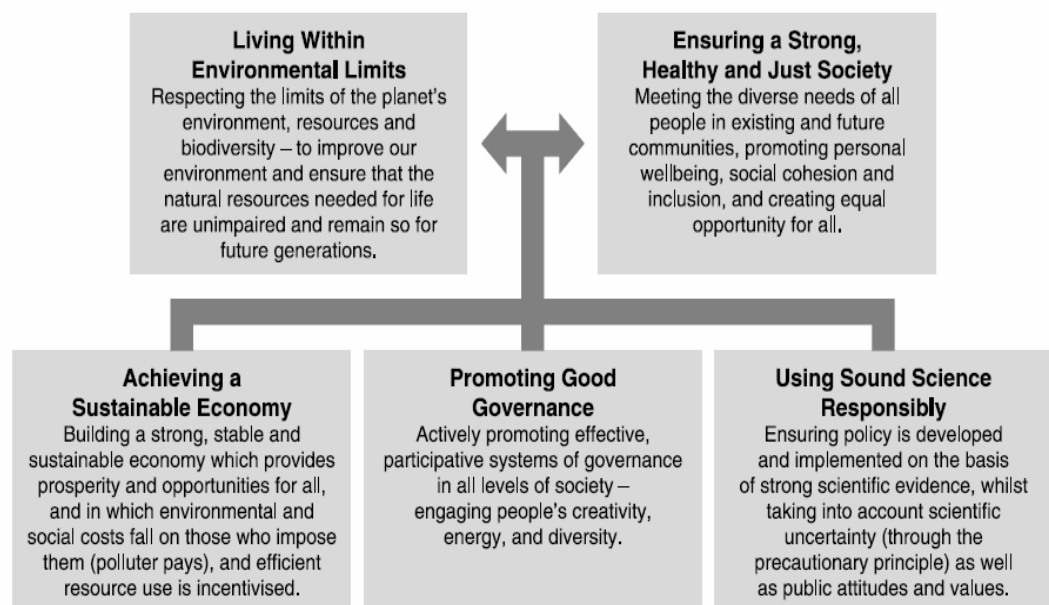 Living Within
Environmental Limits
Respecting the limits of the planet's
environment, resources and
biodiversity – to improve our
environment and ensure that the
natural resources needed for life
are unimpaired and remain so for
future generations.
Ensuring a Strong,
Healthy and Just Society
Meeting the diverse needs of all
people in existing and future
communities, promoting personal
wellbeing, social cohesion and
inclusion, and creating equal
opportunity for all.
Achieving a
Sustainable Economy
Building a strong, stable and
sustainable economy which provides
prosperity and opportunities for all,
and in which environmental and
social costs fall on those who impose
them (polluter pays), and efficient
resource use is incentivised.
Promoting Good
Governance
Actively promoting effective,
participative systems of governance
in all levels of society –
engaging people's creativity,
energy, and diversity.
Using Sound Science
Responsibly
Ensuring policy is developed
and implemented on the basis
of strong scientific evidence, whilst
taking into account scientific
uncertainty (through the
precautionary principle) as well
as public attitudes and values.